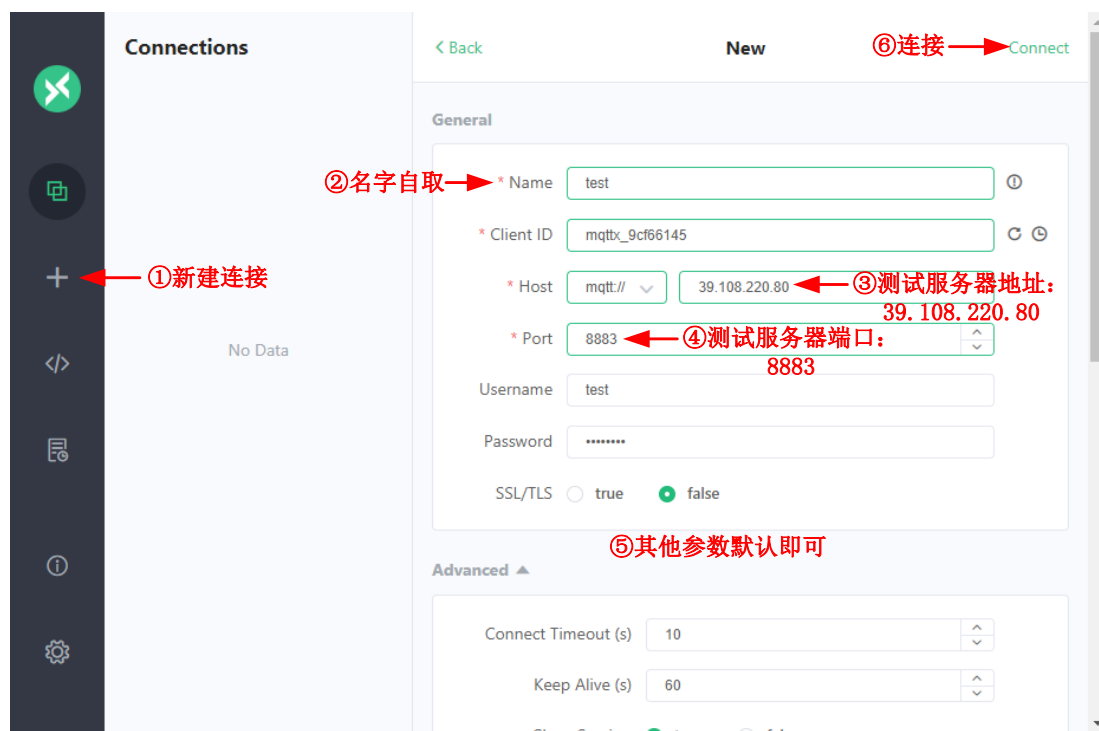 Connections
Back
New
⑥连接
Connect
General
②名字自取
* Name
test
* Client ID
mqttx_9cf66145
①新建连接
* Host
mqtt://
39.108.220.80
③测试服务器地址：
39.108.220.80
* Port
8883
④测试服务器端口：
8883
No Data
</>
Username
test
Password
••••••••
SSL/TLS
true
false
⑤其他参数默认即可
Advanced
Connect Timeout (s)
10
Keep Alive (s)
60